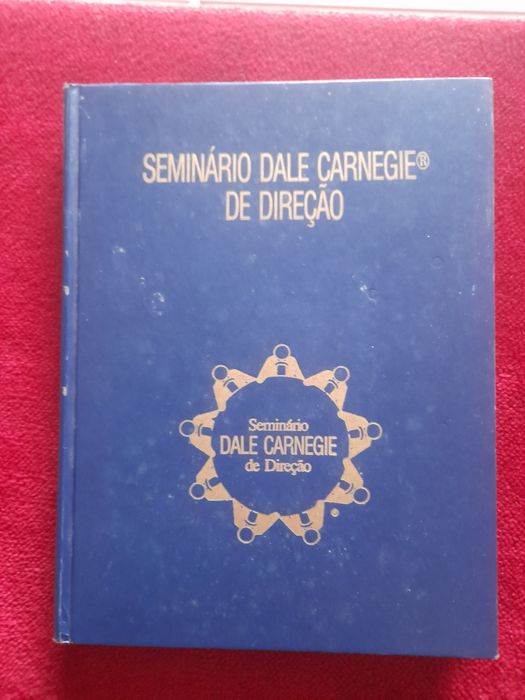 SEMINÁRIO DALE CARNEGIE®
DE DIREÇÃO
Seminário
DALE CARNEGIE
de Direção
®